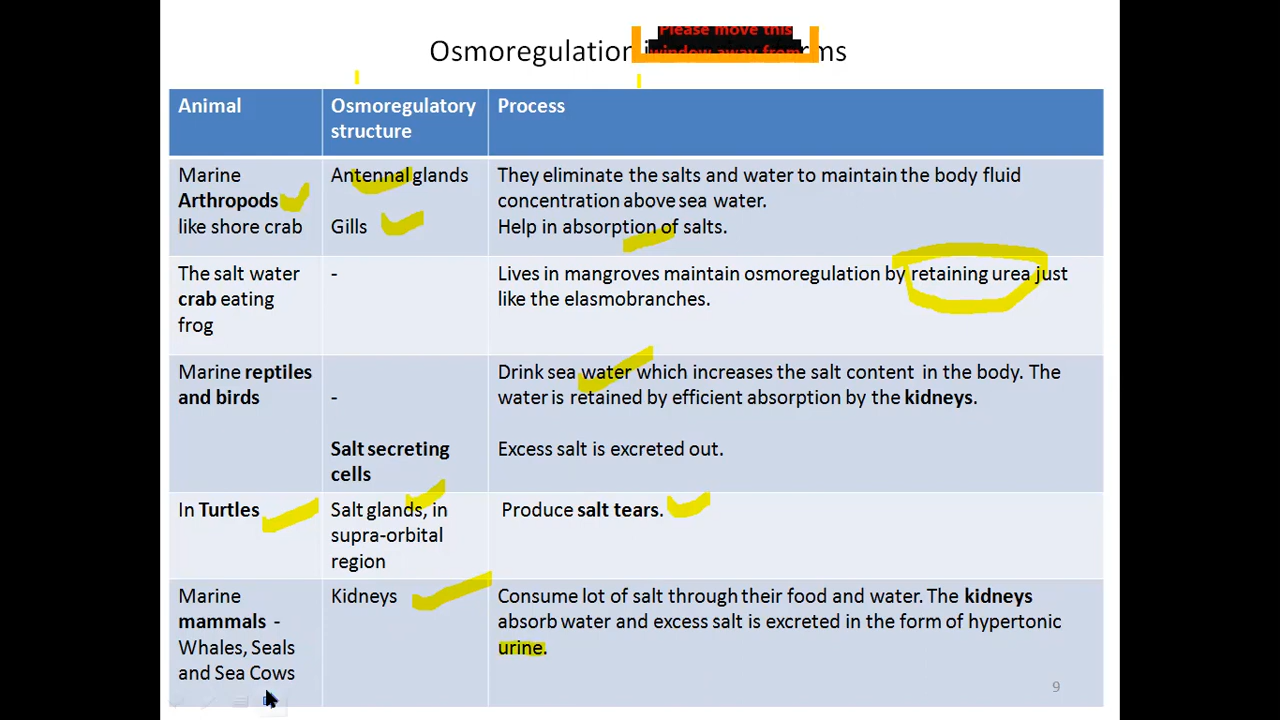 Osmoregulation ms
Please move this
window away from
Animal
Osmoregulatory
structure
Process
Marine
Arthropods
like shore crab
Antennal glands
Gills
They eliminate the salts and water to maintain the body fluid
concentration above sea water.
Help in absorption of salts.
The salt water
crab eating
frog
-
Lives in mangroves maintain osmoregulation by retaining urea just
like the elasmobranches.
Marine reptiles
and birds
-
Salt secreting
cells
Drink sea water which increases the salt content in the body. The
water is retained by efficient absorption by the kidneys.
Excess salt is excreted out.
In Turtles
Salt glands, in
supra-orbital
region
Produce salt tears.
Marine
mammals -
Whales, Seals
and Sea Cows
Kidneys
Consume lot of salt through their food and water. The kidneys
absorb water and excess salt is excreted in the form of hypertonic
urine.
9